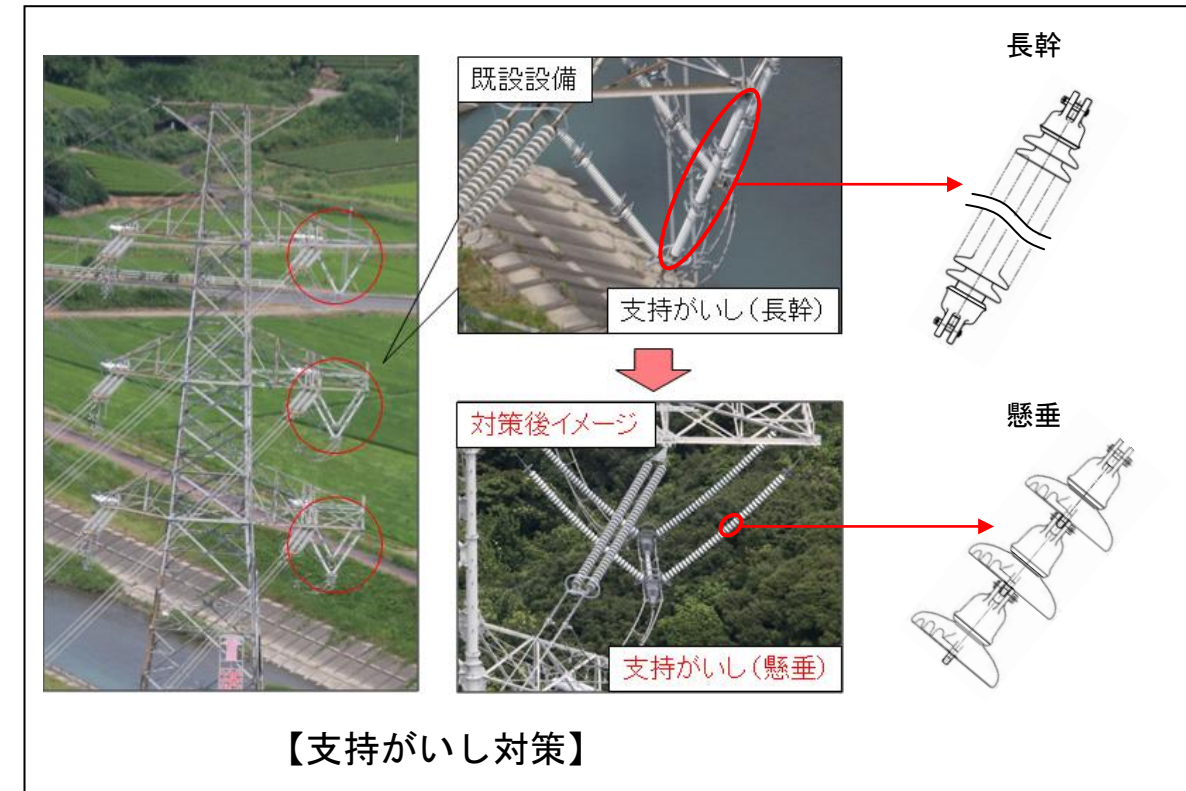 長幹
既設設備
支持がいし（長幹）
対策後イメージ
懸垂
支持がいし（懸垂）
【支持がいし対策】